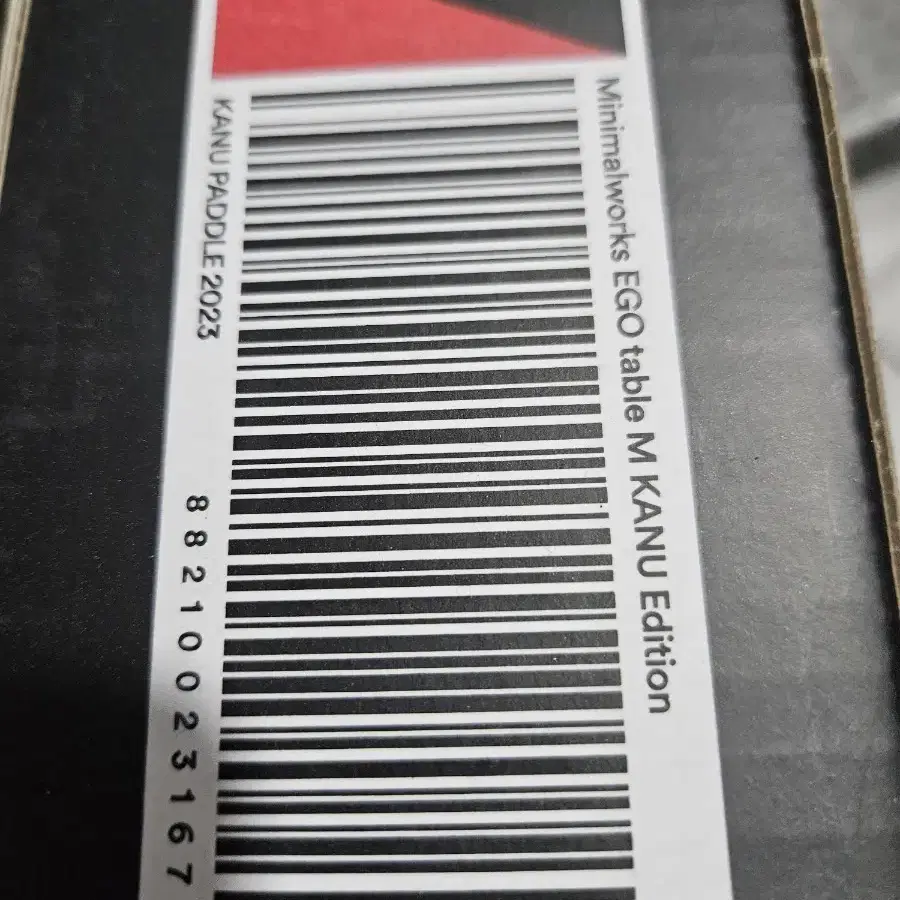 Minimalworks EGO table M KANU Edition
KANU PADDLE 2023
8 8 2 1 0 0 2 3 1 6 7